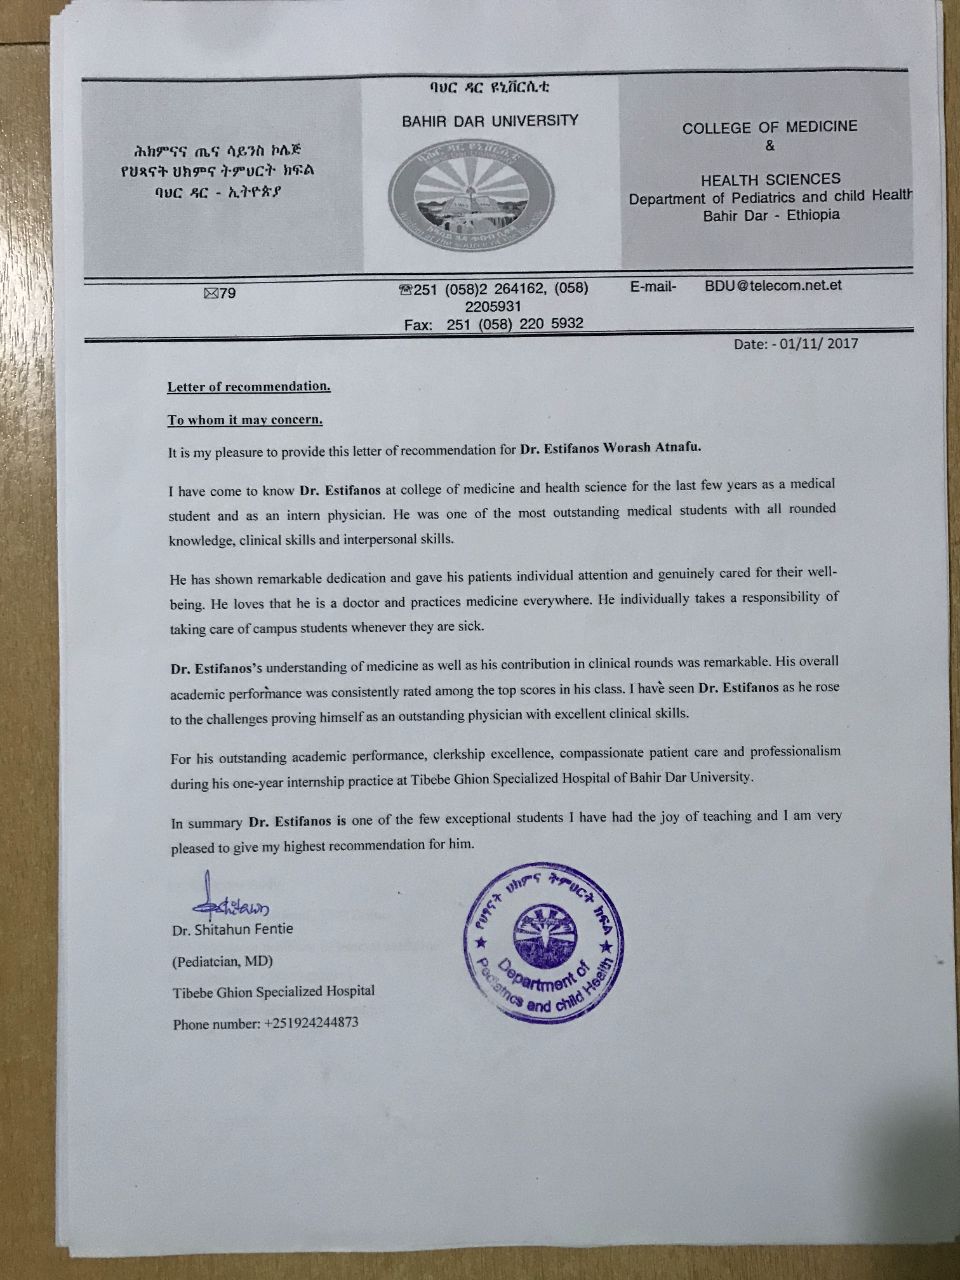 ባህር ዳር ዩኒቨርሲቲ
BAHIR DAR UNIVERSITY
ሕክምናና ጤና ሳይንስ ኮሌጅ
የህጻናት ህክምና ትምህርት ክፍል
ባህር ዳር - ኢትዮጵያ
COLLEGE OF MEDICINE
&
HEALTH SCIENCES
Department of Pediatrics and child Health
Bahir Dar - Ethiopia
✉79
☏251 (058)2 264162, (058)
2205931
Fax: 251 (058) 220 5932
E-mail- BDU@telecom.net.et
Date: - 01/11/ 2017
Letter of recommendation.
To whom it may concern.
It is my pleasure to provide this letter of recommendation for Dr. Estifanos Worash Atnafu.
I have come to know Dr. Estifanos at college of medicine and health science for the last few years as a medical
student and as an intern physician. He was one of the most outstanding medical students with all rounded
knowledge, clinical skills and interpersonal skills.
He has shown remarkable dedication and gave his patients individual attention and genuinely cared for their well-
being. He loves that he is a doctor and practices medicine everywhere. He individually takes a responsibility of
taking care of campus students whenever they are sick.
Dr. Estifanos's understanding of medicine as well as his contribution in clinical rounds was remarkable. His overall
academic performance was consistently rated among the top scores in his class. I have seen Dr. Estifanos as he rose
to the challenges proving himself as an outstanding physician with excellent clinical skills.
For his outstanding academic performance, clerkship excellence, compassionate patient care and professionalism
during his one-year internship practice at Tibebe Ghion Specialized Hospital of Bahir Dar University.
In summary Dr. Estifanos is one of the few exceptional students I have had the joy of teaching and I am very
pleased to give my highest recommendation for him.
Dr. Shitahun Fentie
(Pediatcian, MD)
Tibebe Ghion Specialized Hospital
Phone number: +251924244873
የህፃናት ህክምና ትምህርት ክፍል
Department of
Pediatrics and child Health